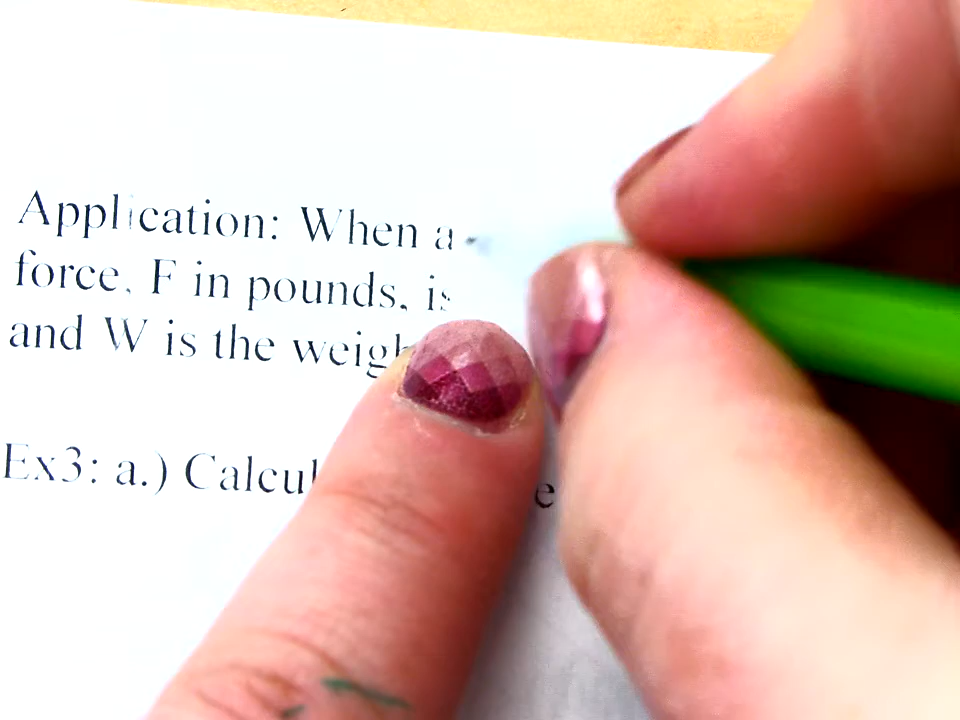 Application: When a
force, F in pounds, is
and W is the weigh
Ex3: a.) Calcul e